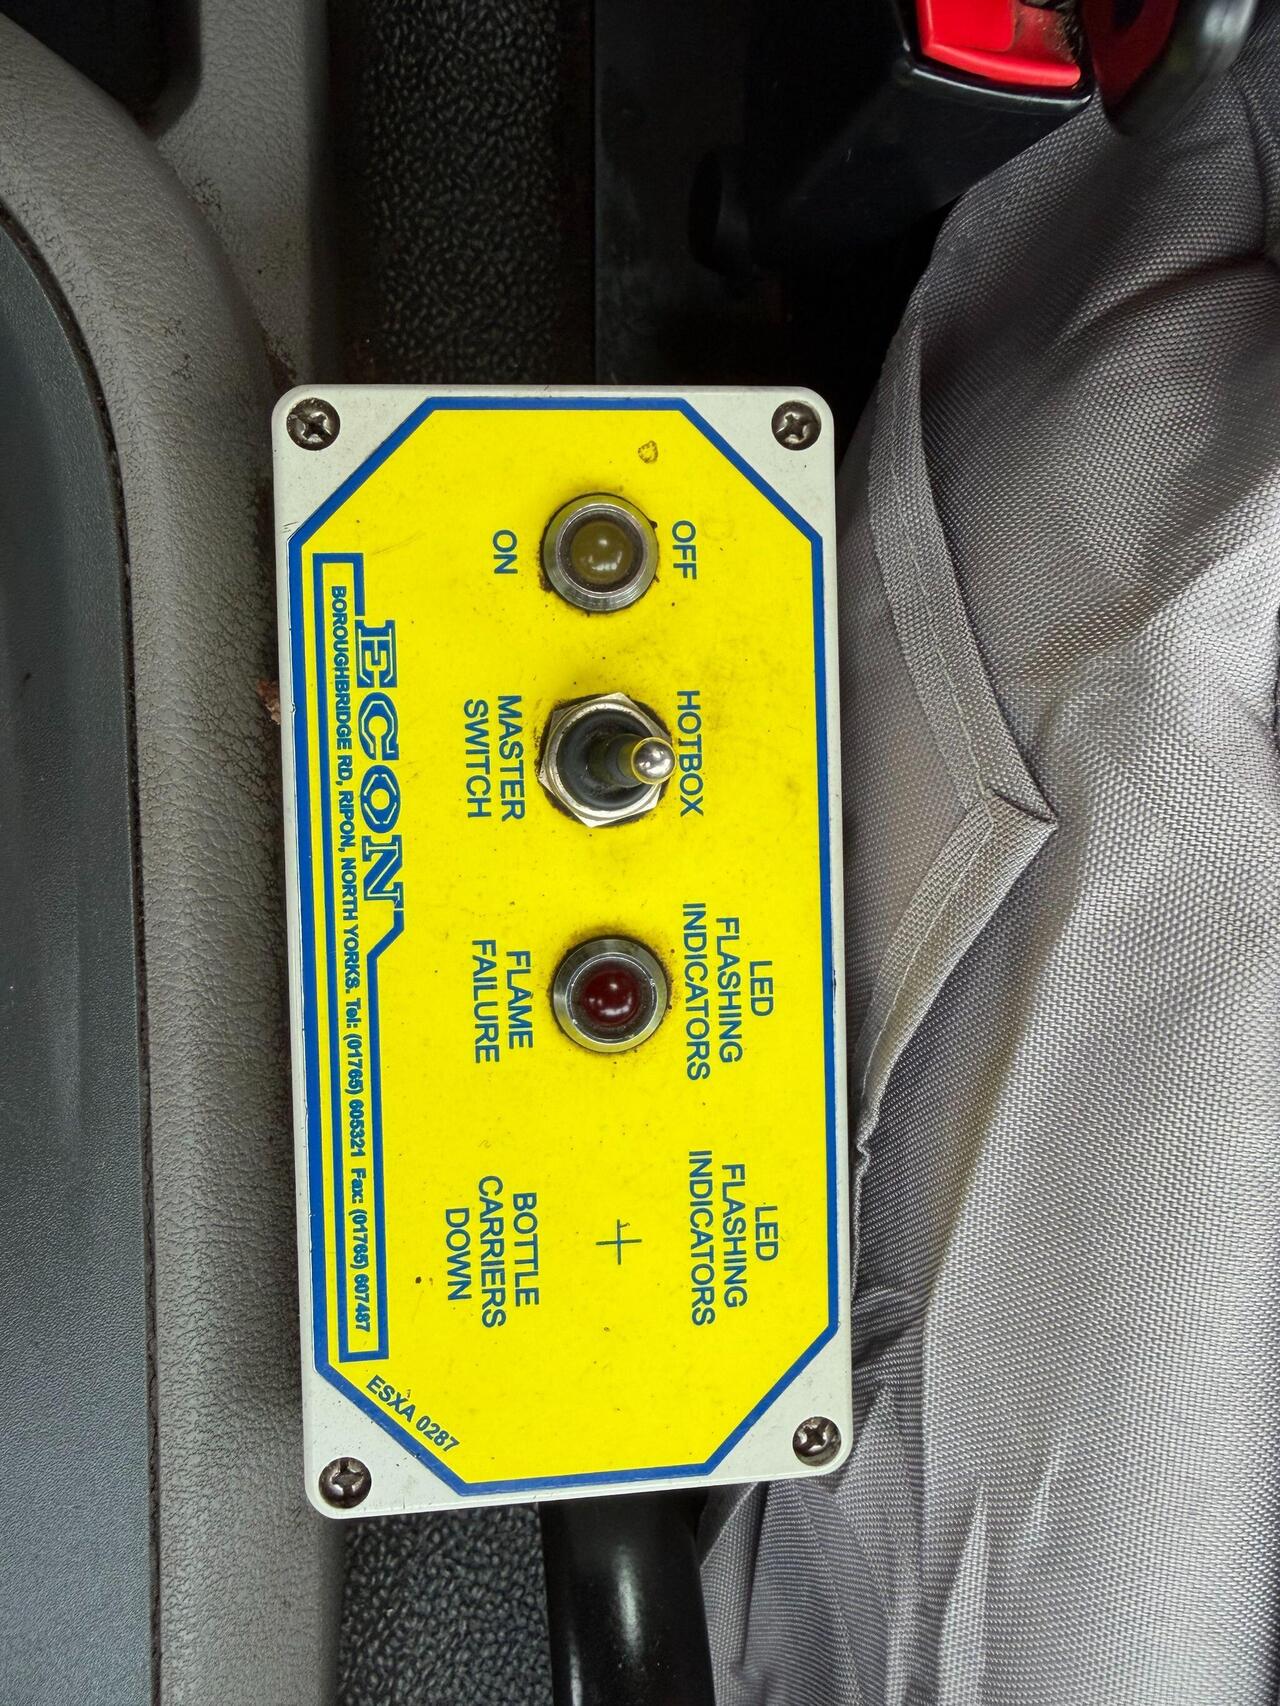 OFF
ON
HOTBOX
MASTER
SWITCH
LED
FLASHING
INDICATORS
FLAME
FAILURE
LED
FLASHING
INDICATORS
BOTTLE
CARRIERS
DOWN
ECON
BOROUGHBRIDGE RD, RIPON, NORTH YORKS. Tel: (01765) 605321 Fax: (01765) 607487
ESXA 0287